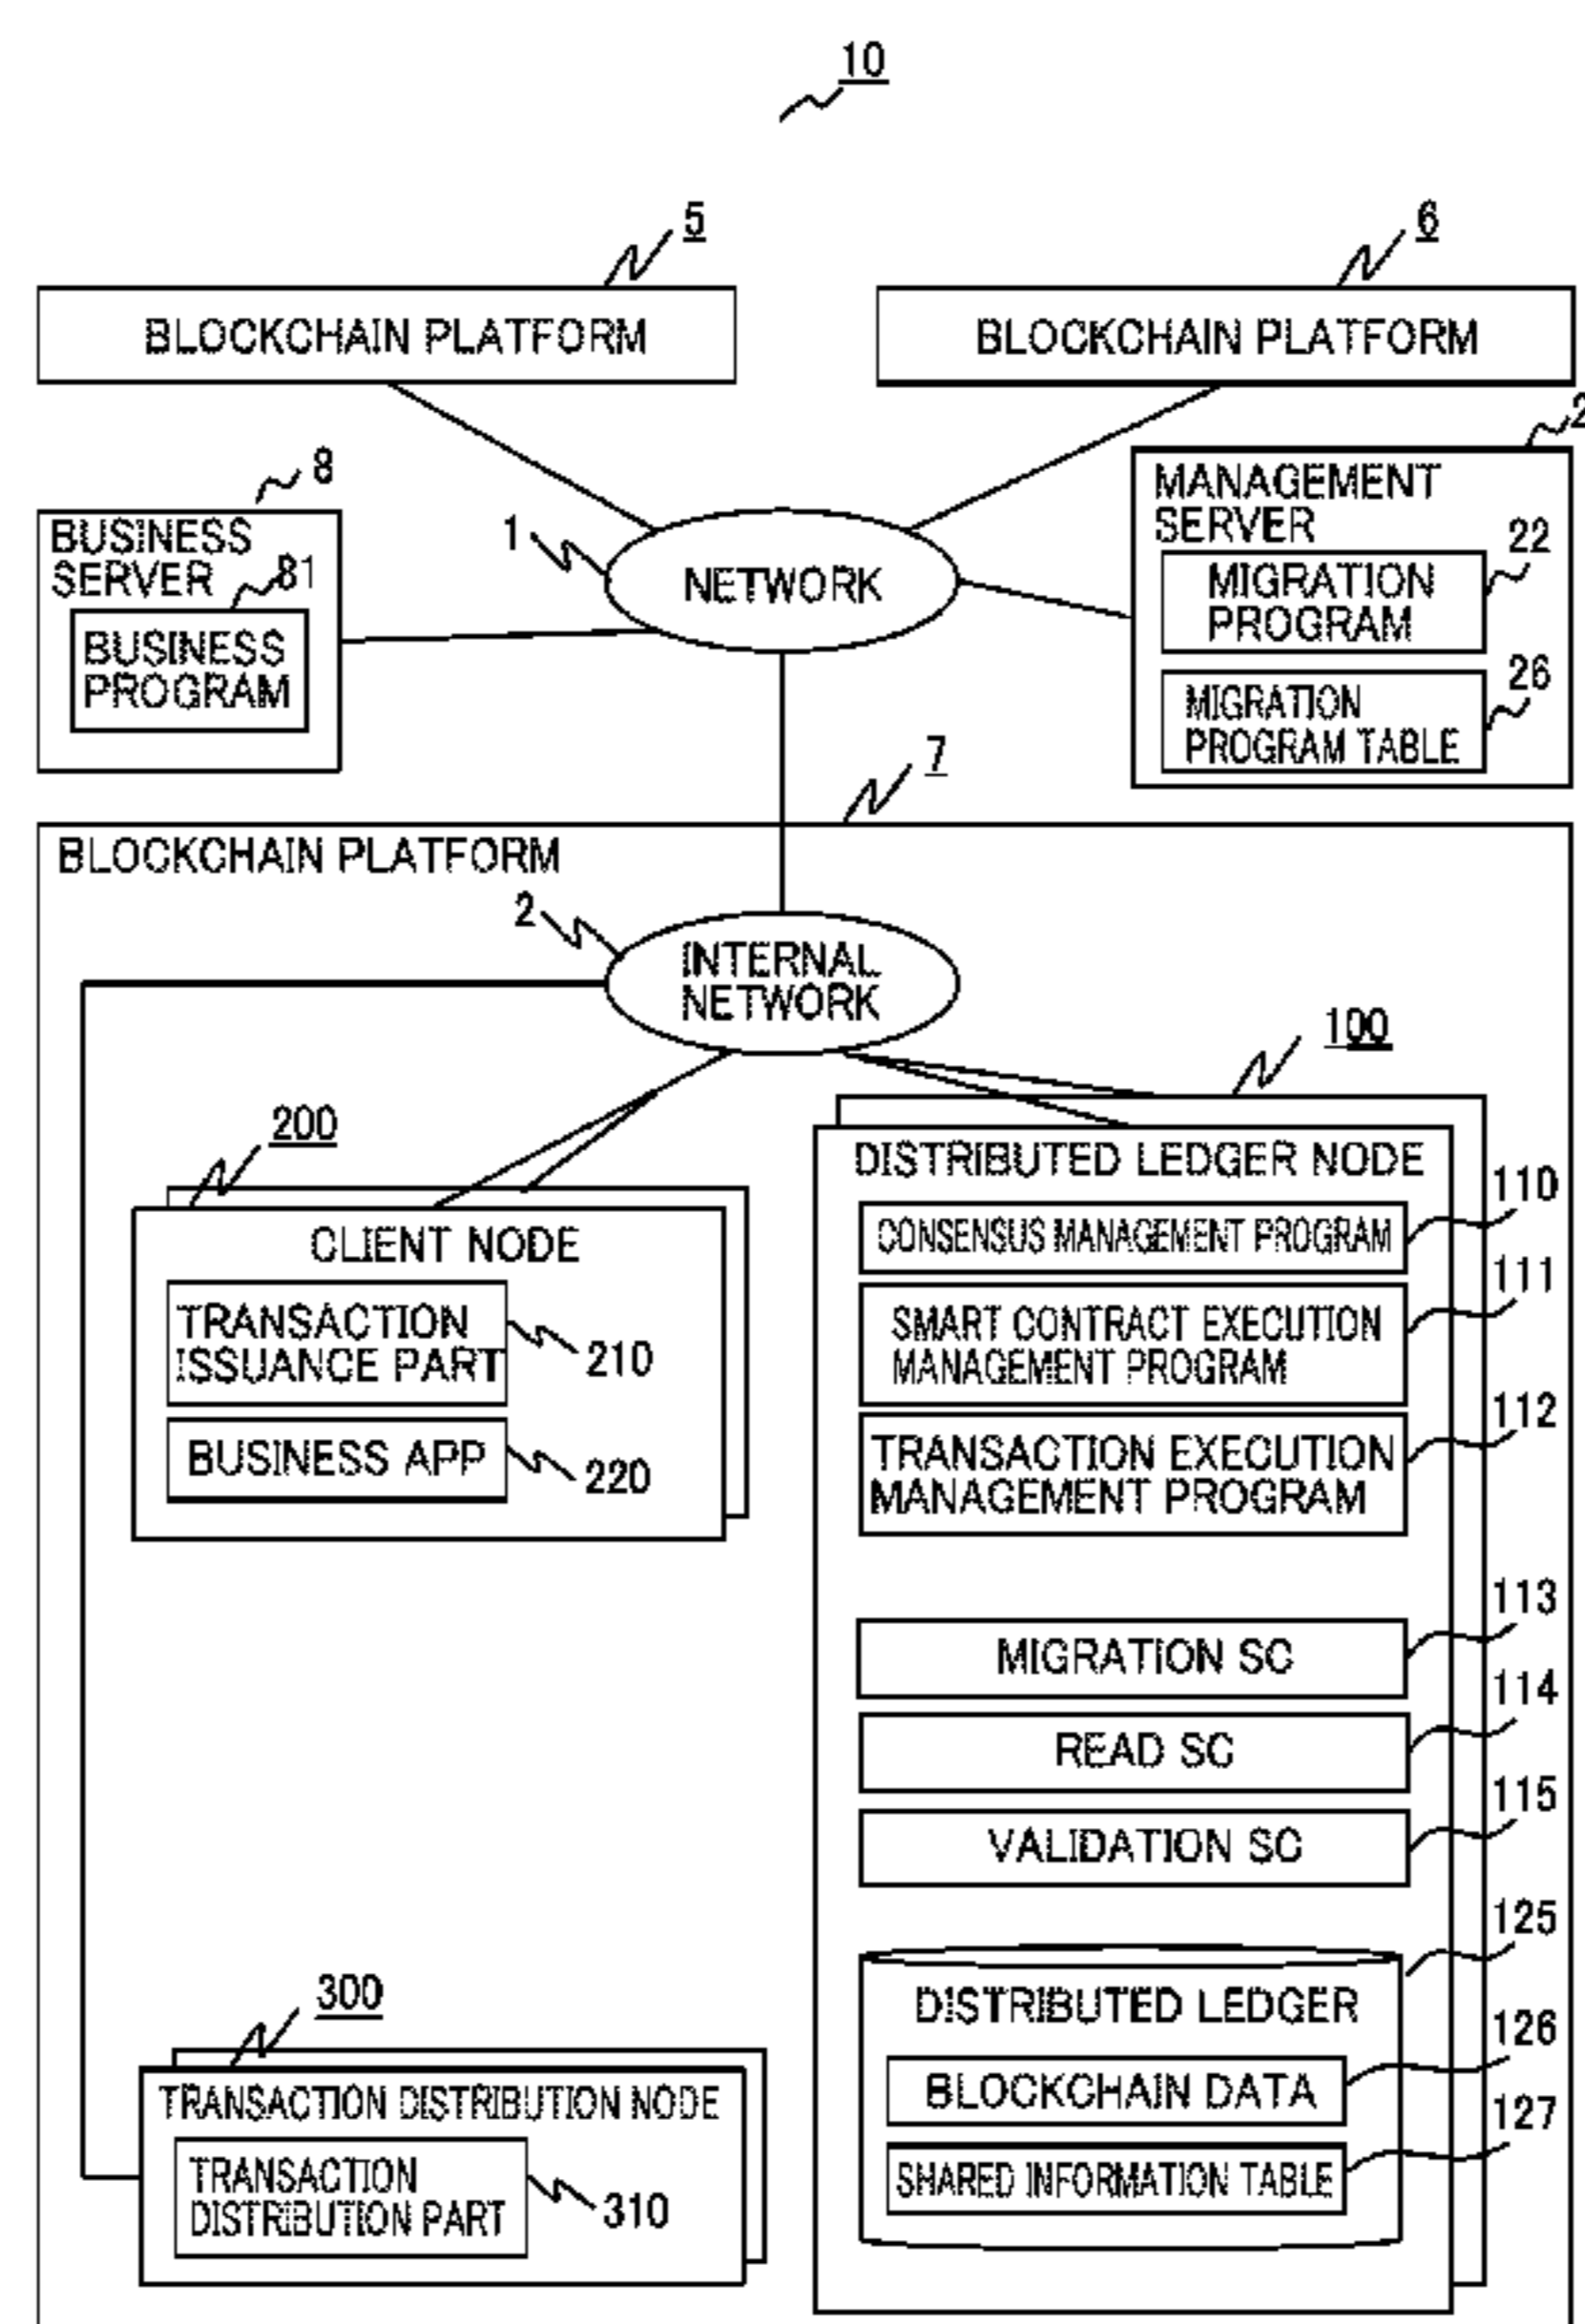 10
5
6
BLOCKCHAIN PLATFORM
BLOCKCHAIN PLATFORM
8
BUSINESS
SERVER
81
BUSINESS
PROGRAM
1
NETWORK
MANAGEMENT
SERVER
22
MIGRATION
PROGRAM
26
MIGRATION
PROGRAM TABLE
7
BLOCKCHAIN PLATFORM
2
INTERNAL
NETWORK
100
200
CLIENT NODE
TRANSACTION
ISSUANCE PART
210
BUSINESS APP
220
DISTRIBUTED LEDGER NODE
110
CONSENSUS MANAGEMENT PROGRAM
111
SMART CONTRACT EXECUTION
MANAGEMENT PROGRAM
112
TRANSACTION EXECUTION
MANAGEMENT PROGRAM
113
MIGRATION SC
114
READ SC
115
VALIDATION SC
125
DISTRIBUTED LEDGER
126
BLOCKCHAIN DATA
127
SHARED INFORMATION TABLE
300
TRANSACTION DISTRIBUTION NODE
TRANSACTION
DISTRIBUTION PART
310